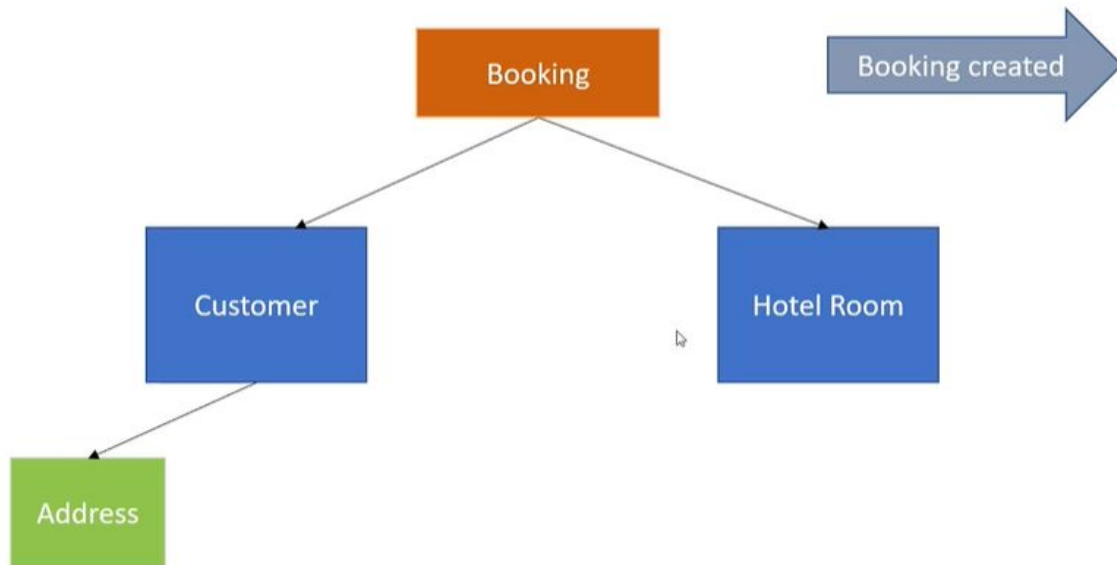 Booking
Booking created
Customer
Hotel Room
Address